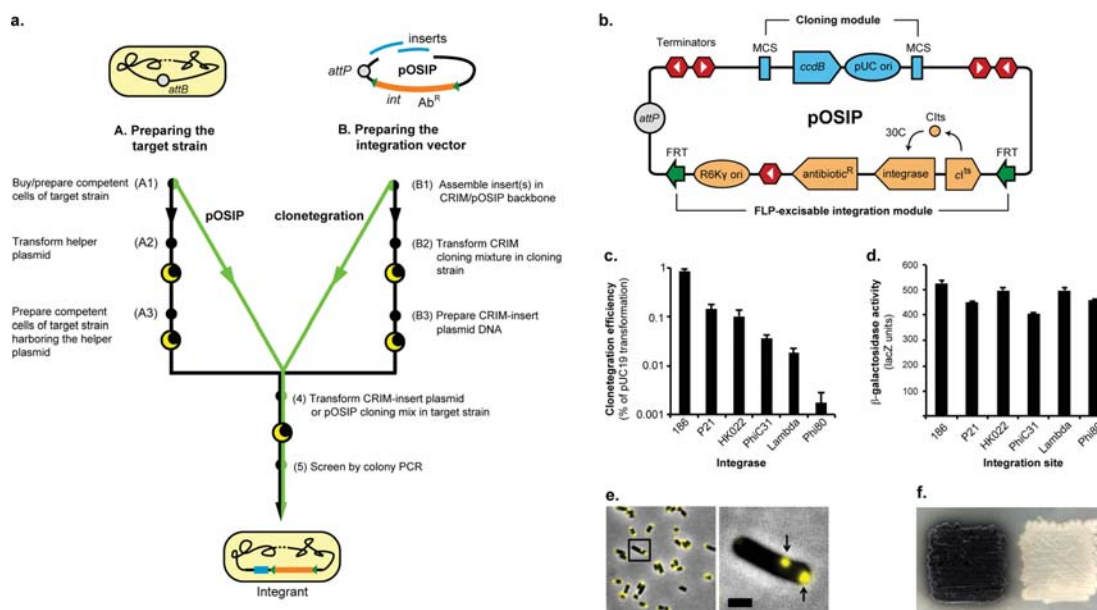 a.
inserts
attP
pOSIP
attB
int
Ab^R
A. Preparing the
target strain
B. Preparing the
integration vector
Buy/prepare competent
cells of target strain
(A1)
(B1) Assemble insert(s) in
CRIM/pOSIP backbone
pOSIP
clonetegration
Transform helper
plasmid
(A2)
(B2) Transform CRIM
cloning mixture in cloning
strain
Prepare competent
cells of target strain
harboring the helper
plasmid
(A3)
(B3) Prepare CRIM-insert
plasmid DNA
(4) Transform CRIM-insert plasmid
or pOSIP cloning mix in target strain
(5) Screen by colony PCR
Integrant
b.
Cloning module
Terminators
MCS
MCS
ccdB
pUC ori
attP
pOSIP
CIts
30C
FRT
FRT
R6Kγ ori
antibiotic^R
integrase
cI^ts
FLP-excisable integration module
c.
Clonetegration efficiency
(% of pUC19 transformation)
1
0.1
0.01
0.001
186
P21
HK022
PhiC31
Lambda
Phi80
Integrase
d.
β-galactosidase activity
(lacZ units)
600
500
400
300
200
100
0
186
P21
HK022
PhiC31
Lambda
Phi80
Integration site
e.
f.